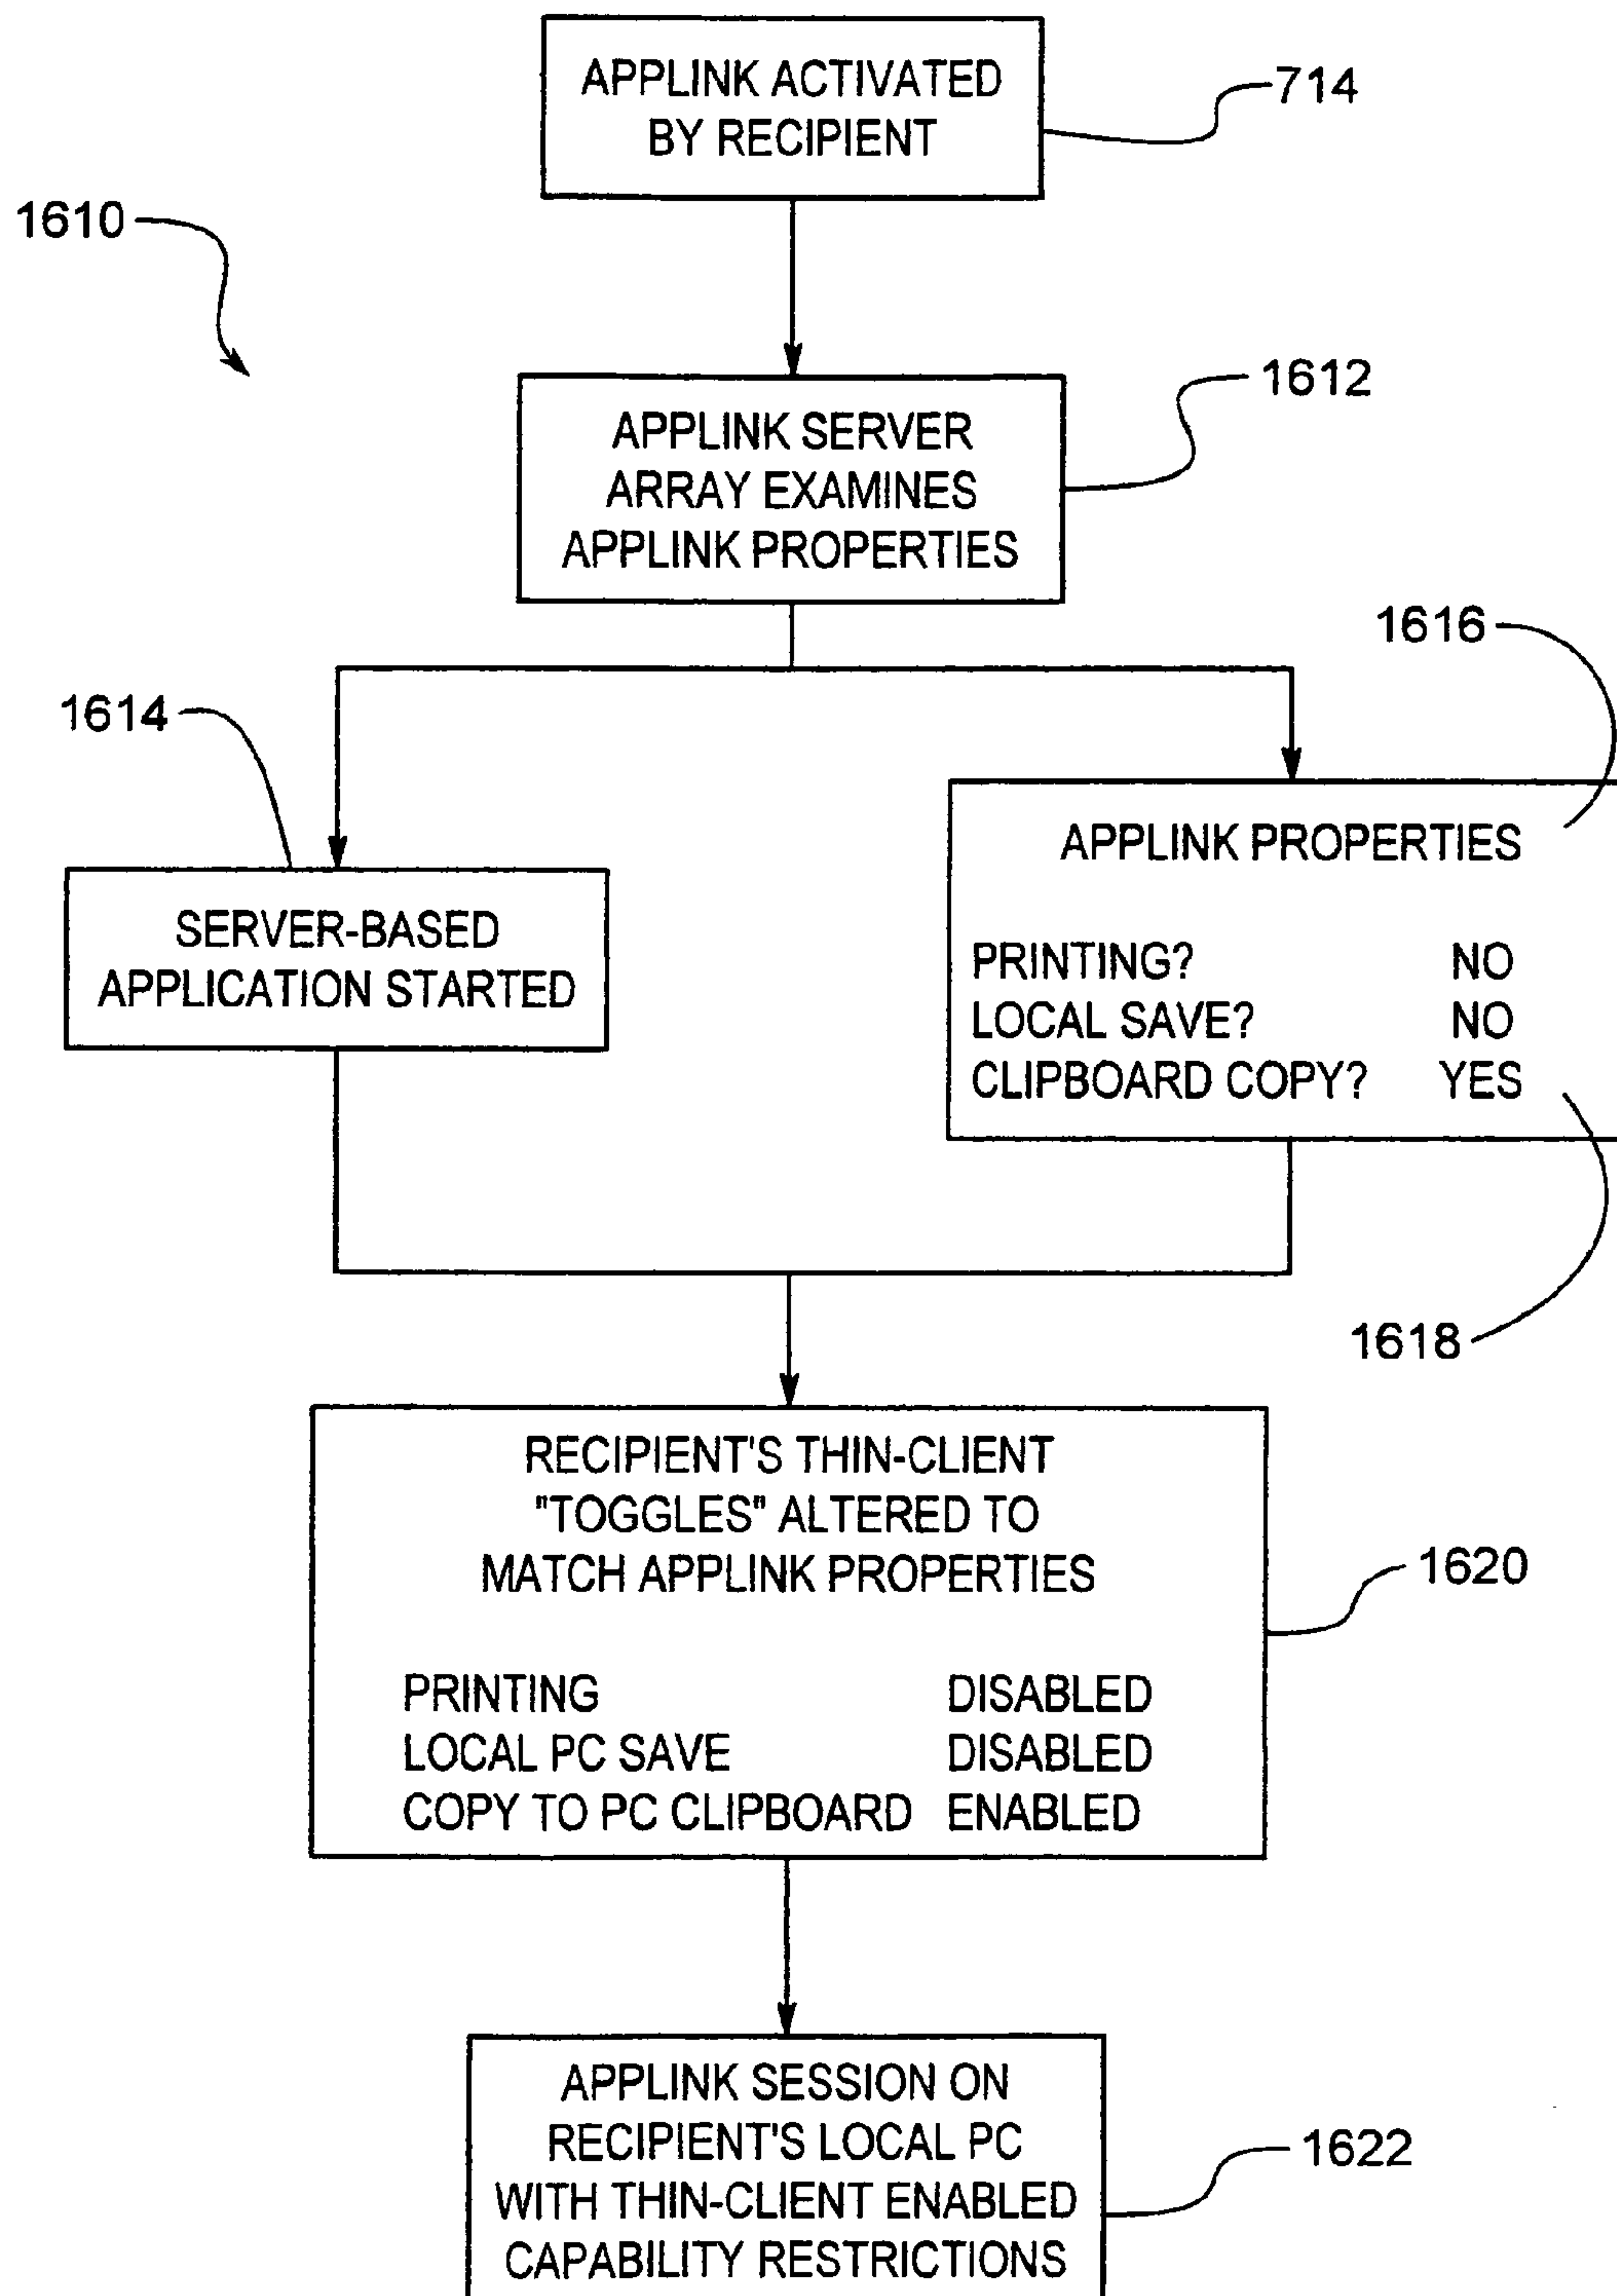 APPLINK ACTIVATED
BY RECIPIENT
714
1610
APPLINK SERVER
ARRAY EXAMINES
APPLINK PROPERTIES
1612
1616
1614
SERVER-BASED
APPLICATION STARTED
APPLINK PROPERTIES
PRINTING? NO
LOCAL SAVE? NO
CLIPBOARD COPY? YES
1618
RECIPIENT'S THIN-CLIENT
"TOGGLES" ALTERED TO
MATCH APPLINK PROPERTIES
PRINTING DISABLED
LOCAL PC SAVE DISABLED
COPY TO PC CLIPBOARD ENABLED
1620
APPLINK SESSION ON
RECIPIENT'S LOCAL PC
WITH THIN-CLIENT ENABLED
CAPABILITY RESTRICTIONS
1622